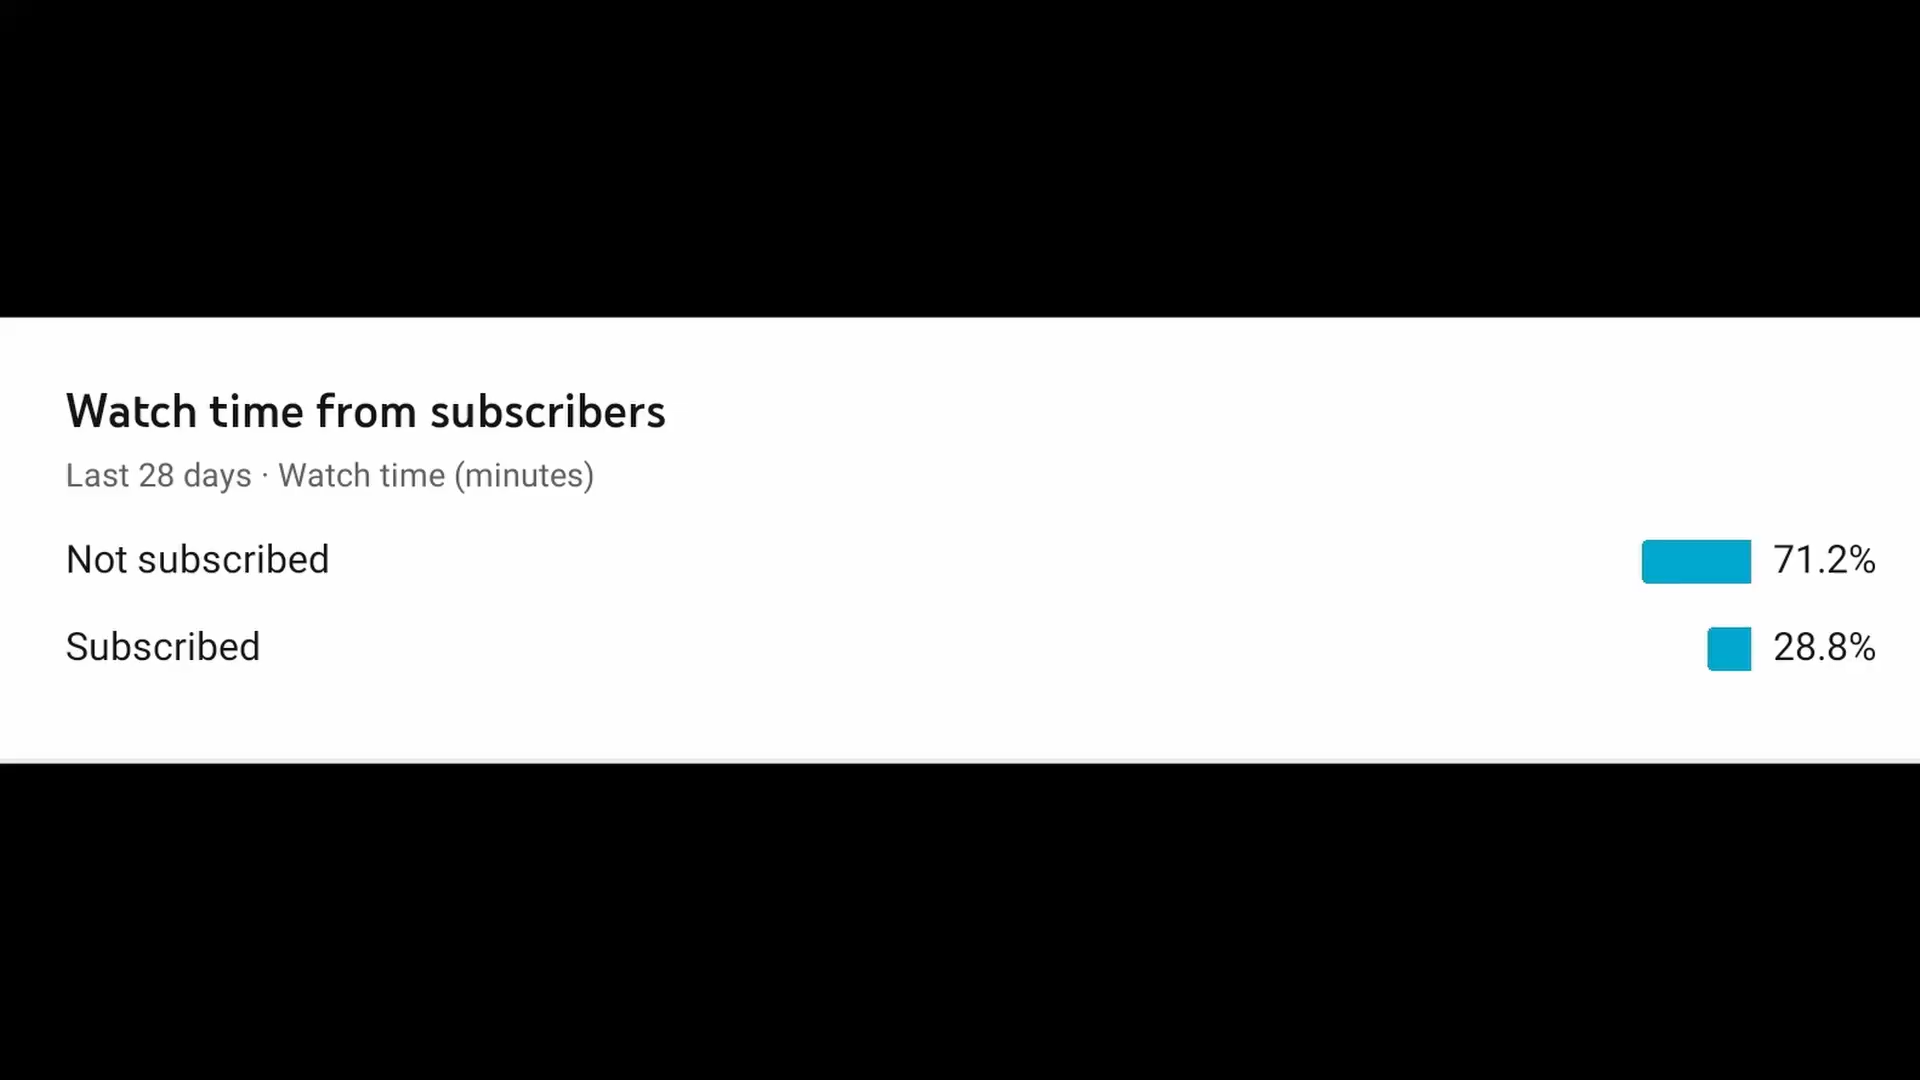 Watch time from subscribers
Last 28 days · Watch time (minutes)
Not subscribed 71.2%
Subscribed 28.8%